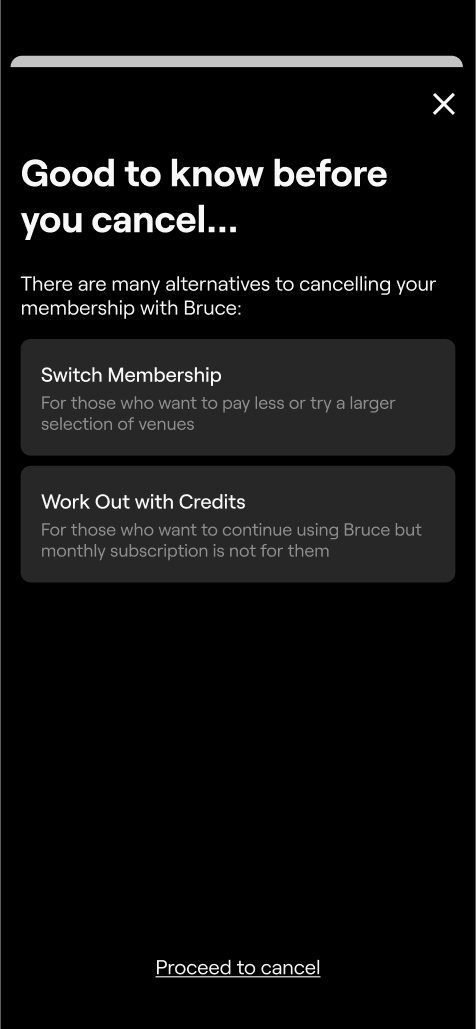 Good to know before
you cancel...
There are many alternatives to cancelling your
membership with Bruce:
Switch Membership
For those who want to pay less or try a larger
selection of venues
Work Out with Credits
For those who want to continue using Bruce but
monthly subscription is not for them
Proceed to cancel